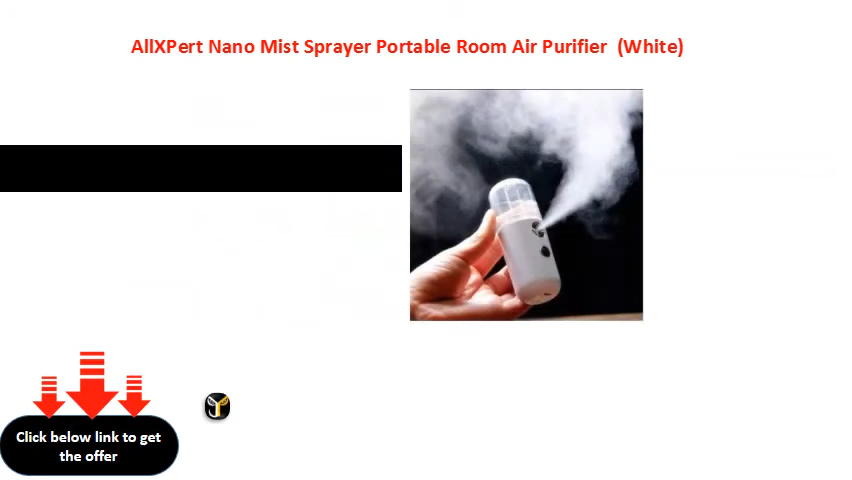 AllXPert Nano Mist Sprayer Portable Room Air Purifier  (White)
Click below link to get
the offer